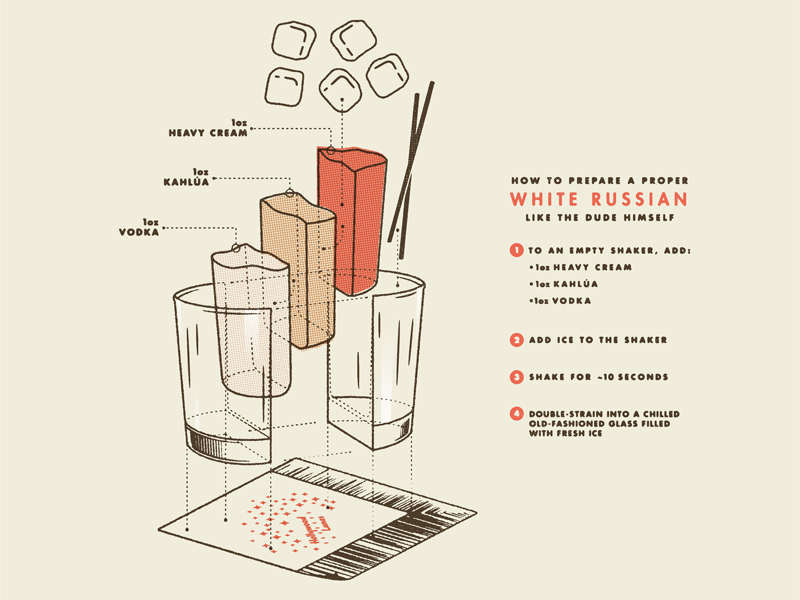 1oz
HEAVY CREAM
1oz
KAHLÚA
1oz
VODKA
HOW TO PREPARE A PROPER
WHITE RUSSIAN
LIKE THE DUDE HIMSELF
1 TO AN EMPTY SHAKER, ADD:
•1oz HEAVY CREAM
•1oz KAHLÚA
•1oz VODKA
2 ADD ICE TO THE SHAKER
3 SHAKE FOR ~10 SECONDS
4 DOUBLE-STRAIN INTO A CHILLED
OLD-FASHIONED GLASS FILLED
WITH FRESH ICE
Hollywood
Lanes